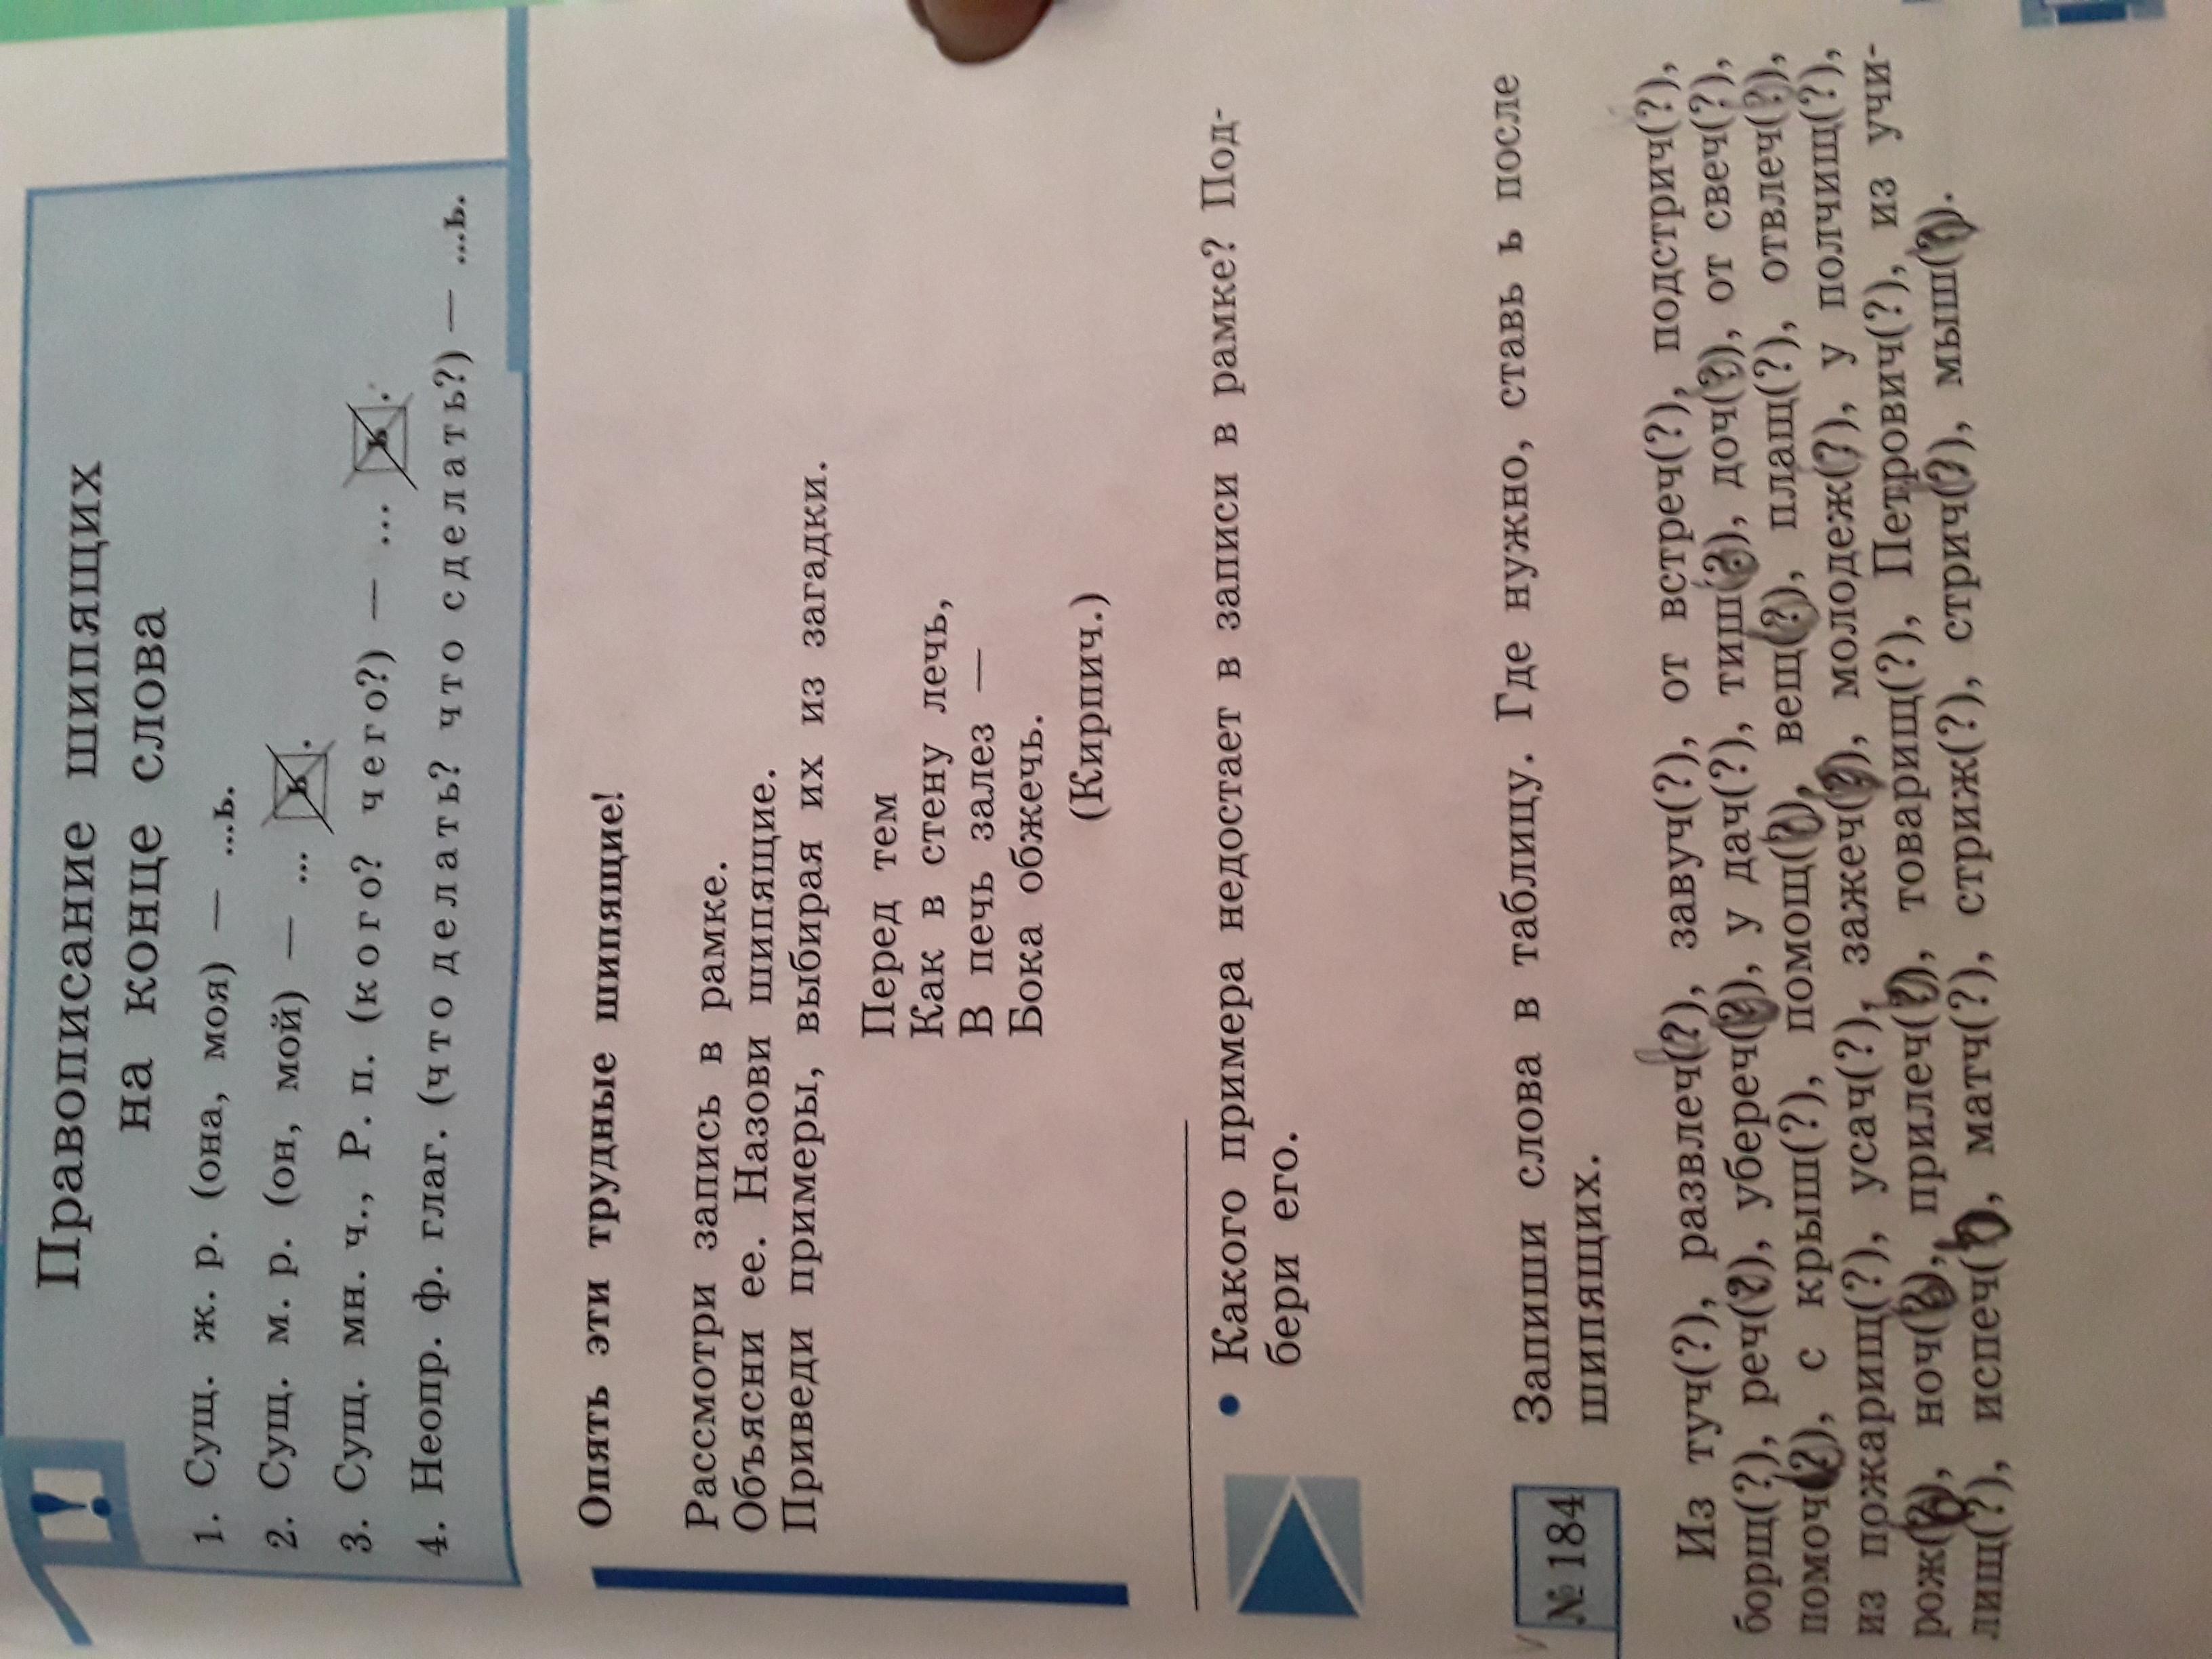 Правописание шипящих
на конце слова
1. Сущ. ж. р. (она, моя) — ...ь.
2. Сущ. м. р. (он, мой) — ... ь.
3. Сущ. мн. ч., Р. п. (кого? чего?) — ... ь.
4. Неопр. ф. глаг. (что делать? что сделать?) — ...ь.
Опять эти трудные шипящие!
Рассмотри запись в рамке.
Объясни ее. Назови шипящие.
Приведи примеры, выбирая их из загадки.
Перед тем
Как в стену лечь,
В печь залез —
Бока обжечь.
(Кирпич.)
• Какого примера недостает в записи в рамке? Под-
бери его.
№ 184
Запиши слова в таблицу. Где нужно, ставь ь после
шипящих.
Из туч(?), развлеч(?), завуч(?), от встреч(?), подстрич(?),
борщ(?), реч(?), убереч(?), у дач(?), тиш(?), доч(?), от свеч(?),
помоч(?), с крыш(?), помощ(?), вещ(?), плащ(?), отвлеч(?),
из пожарищ(?), усач(?), зажеч(?), молодеж(?), у полчищ(?),
рож(?), ноч(?), прилеч(?), товарищ(?), Петрович(?), из учи-
лищ(?), испеч(?), матч(?), стриж(?), стрич(?), мыш(?).